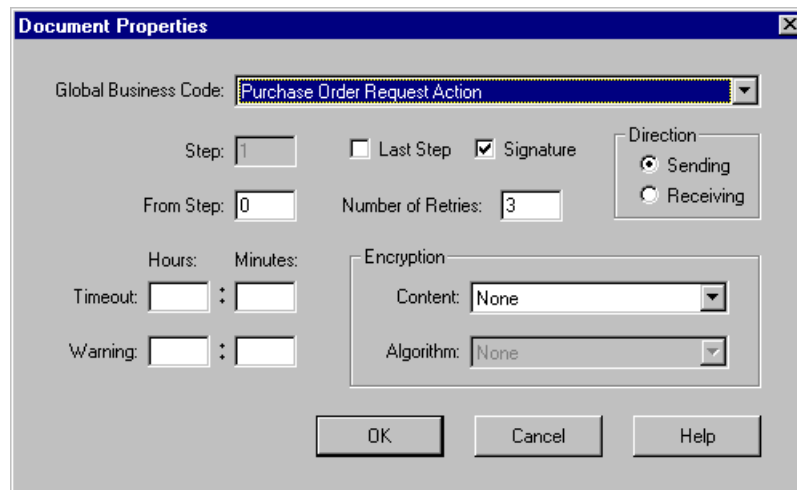 Document Properties
Global Business Code: Purchase Order Request Action
Step: 1 Last Step Signature
Direction
Sending
Receiving
From Step: 0 Number of Retries: 3
Hours: Minutes:
Timeout: :
Warning: :
Encryption
Content: None
Algorithm: None
OK Cancel Help